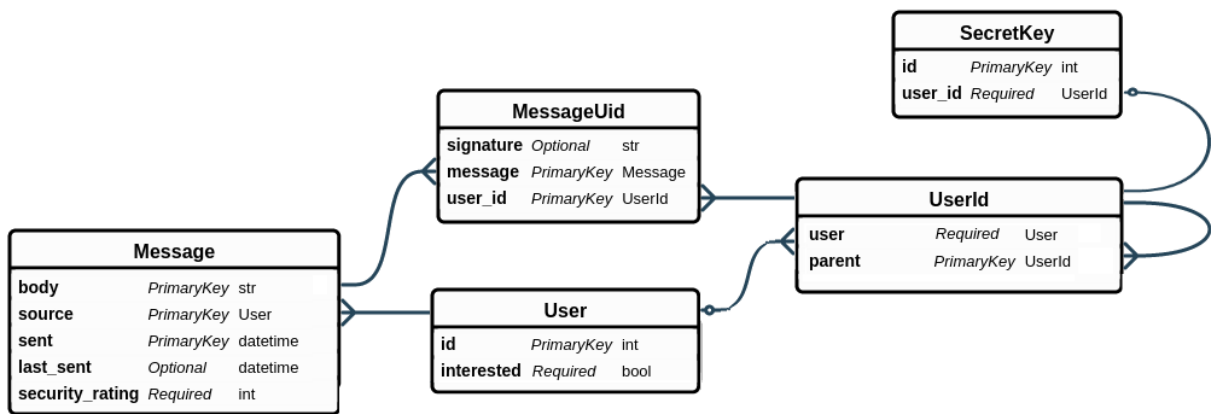 SecretKey
id PrimaryKey int
user_id Required UserId
MessageUid
signature Optional str
message PrimaryKey Message
user_id PrimaryKey UserId
UserId
user Required User
parent PrimaryKey UserId
Message
body PrimaryKey str
source PrimaryKey User
sent PrimaryKey datetime
last_sent Optional datetime
security_rating Required int
User
id PrimaryKey int
interested Required bool